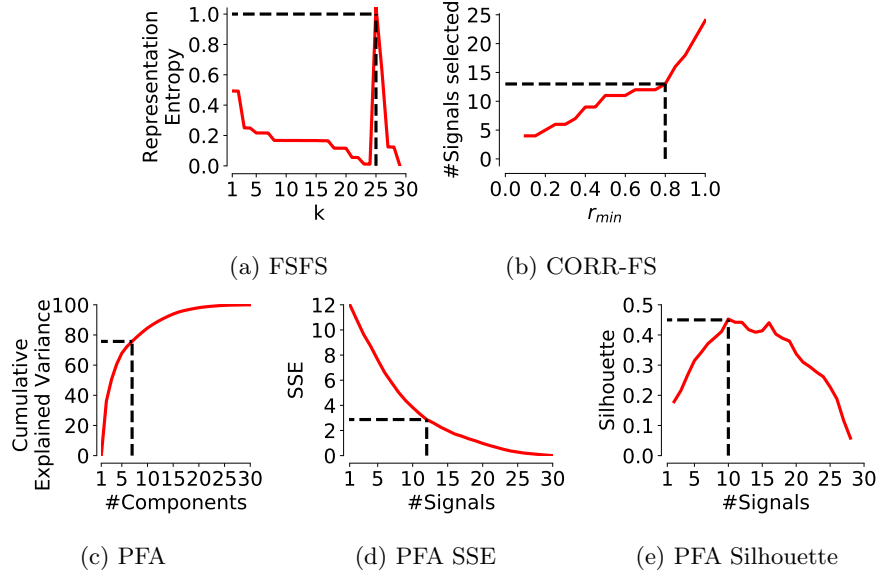 Representation
Entropy
1.0
0.8
0.6
0.4
0.2
0.0
1 5 10 15 20 25 30
k
(a) FSFS
#Signals selected
25
20
15
10
5
0
0.0 0.2 0.4 0.6 0.8 1.0
r_min
(b) CORR-FS
Cumulative
Explained Variance
100
80
60
40
20
0
1 5 10 15 20 25 30
#Components
(c) PFA
SSE
12
10
8
6
4
2
0
1 5 10 15 20 25 30
#Signals
(d) PFA SSE
Silhouette
0.5
0.4
0.3
0.2
0.1
0.0
1 5 10 15 20 25 30
#Signals
(e) PFA Silhouette